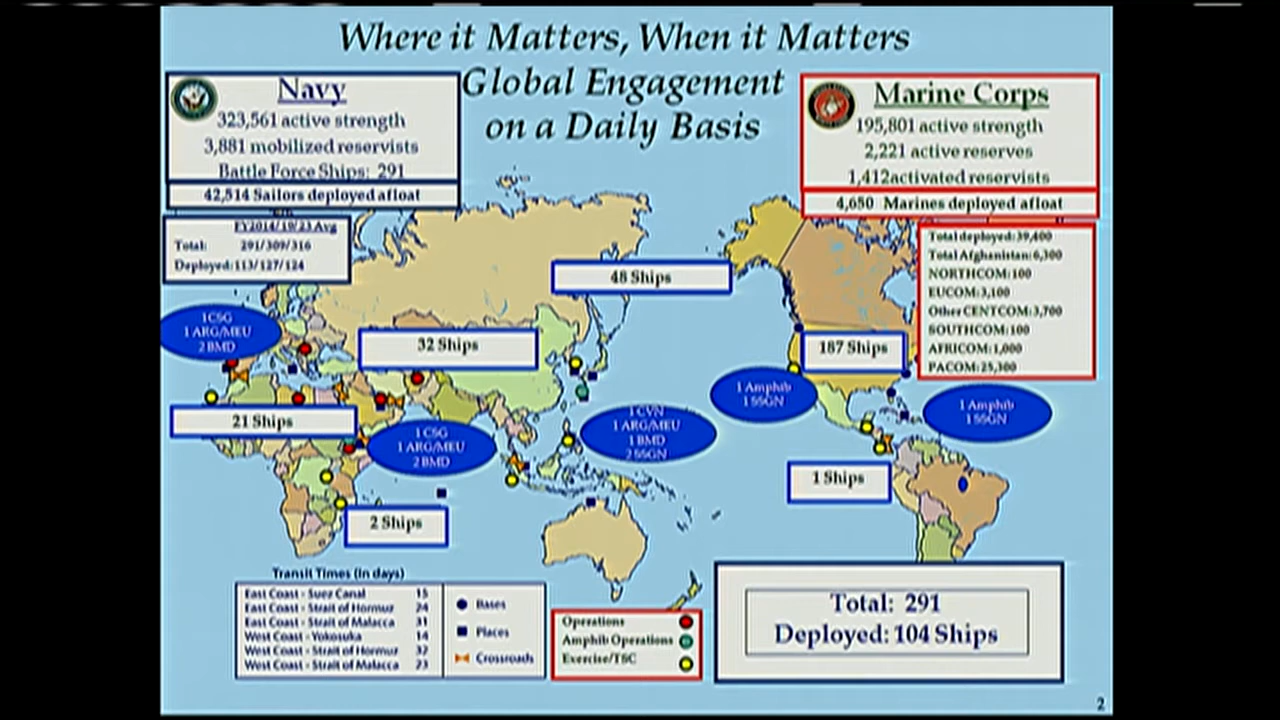 Where it Matters, When it Matters
Global Engagement
on a Daily Basis
Navy
323,561 active strength
3,881 mobilized reservists
Battle Force Ships: 291
42,514 Sailors deployed afloat
Total: 291/309/316
Deployed: 113/127/124
Marine Corps
195,801 active strength
2,221 active reserves
1,412activated reservists
4,650 Marines deployed afloat
Total deployed: 39,400
Total Afghanistan: 6,300
NORTHCOM: 100
EUCOM: 3,100
Other CENTCOM: 3,700
SOUTHCOM: 100
AFRICOM: 1,000
PACOM: 25,300
48 Ships
1 CSG
1 ARG/MEU
2 BMD
32 Ships
187 Ships
21 Ships
1 CSG
1 ARG/MEU
2 BMD
1 CVN
1 ARG/MEU
1 BMD
2 SSGN
1 Amphib
1 SSGN
1 Amphib
1 SSGN
1 Ships
2 Ships
Transit Times (in days)
East Coast - Suez Canal 15
East Coast - Strait of Hormuz 24
East Coast - Strait of Malacca 31
West Coast - Yokosuka 14
West Coast - Strait of Hormuz 32
West Coast - Strait of Malacca 23
Bases
Places
Crossroads
Operations
Amphib Operations
Exercise/TSC
Total: 291
Deployed: 104 Ships
2